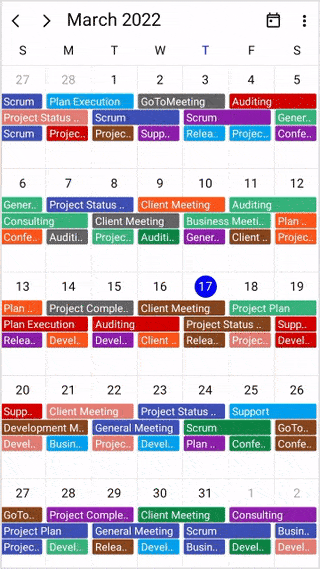 March 2022
S M T W T F S
27 28 1 2 3 4 5
Scrum Plan Execution GoToMeeting Auditing
Project Status .. Scrum Scrum Gener..
Scrum Projec.. Projec.. Supp.. Relea.. Projec.. Confe..
6 7 8 9 10 11 12
Gener.. Project Status .. Client Meeting Auditing
Consulting Client Meeting Business Meeti.. Plan ..
Confe.. Auditi.. Projec.. Auditi.. Gener.. Client .. Projec..
13 14 15 16 17 18 19
Plan .. Project Comple.. Client Meeting Project Plan
Plan Execution Auditing Project Status .. Supp..
Relea.. Devel.. Devel.. Client .. Relea.. Projec.. Devel..
20 21 22 23 24 25 26
Supp.. Client Meeting Project Status .. Support
Development M.. General Meeting Scrum GoTo..
Devel.. Busin.. Projec.. Devel.. Plan .. Confe.. Confe..
27 28 29 30 31 1 2
GoTo.. Project Comple.. Client Meeting Consulting
Project Plan General Meeting Scrum Busin..
Projec.. Devel.. Relea.. Devel.. Busin.. Devel.. Devel..